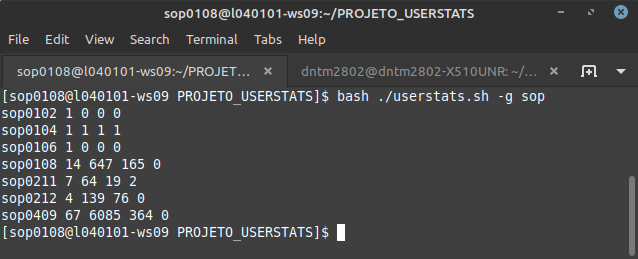 sop0108@l040101-ws09:~/PROJETO_USERSTATS
File Edit View Search Terminal Tabs Help
sop0108@l040101-ws09:~/PROJET… × dntm2802@dntm2802-X510UNR: ~/… ×
[sop0108@l040101-ws09 PROJETO_USERSTATS]$ bash ./userstats.sh -g sop
sop0102 1 0 0 0
sop0104 1 1 1 1
sop0106 1 0 0 0
sop0108 14 647 165 0
sop0211 7 64 19 2
sop0212 4 139 76 0
sop0409 67 6085 364 0
[sop0108@l040101-ws09 PROJETO_USERSTATS]$